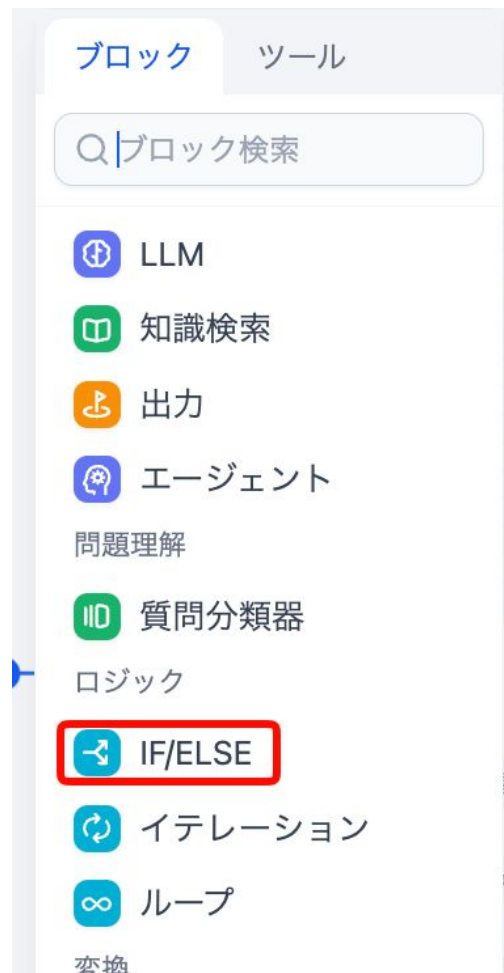 ブロック ツール
ブロック検索
LLM
知識検索
出力
エージェント
問題理解
質問分類器
ロジック
IF/ELSE
イテレーション
ループ
変換